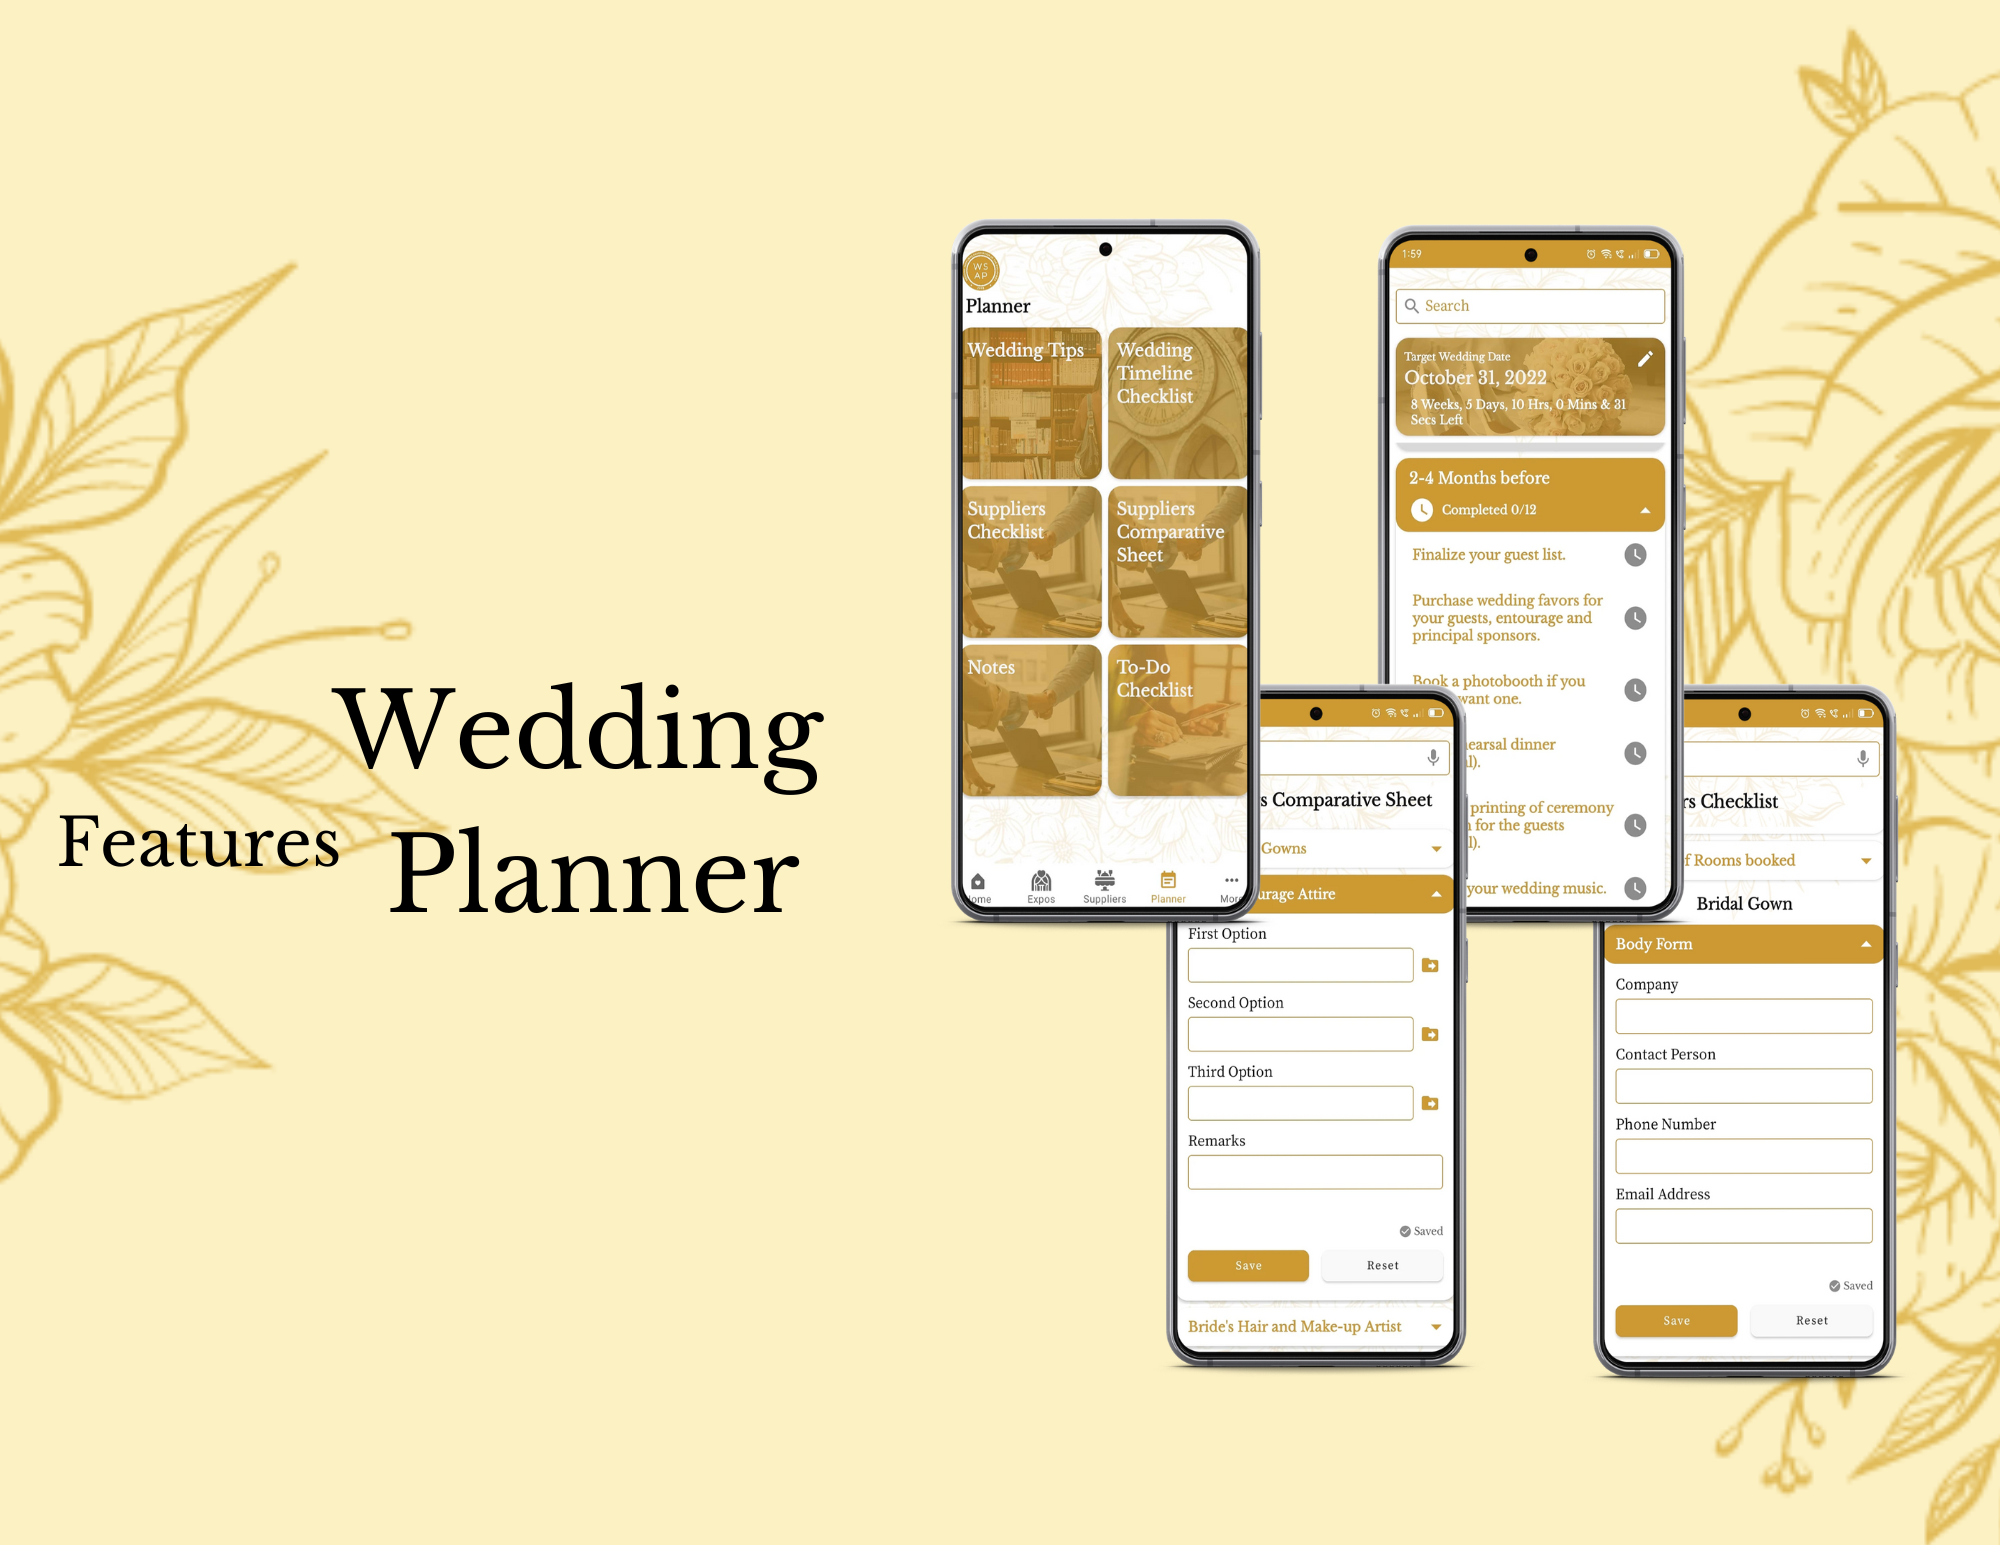 Features
Wedding
Planner
WS
AP
Planner
Wedding Tips
Wedding
Timeline
Checklist
Suppliers
Checklist
Suppliers
Comparative
Sheet
Notes
To-Do
Checklist
ome
Expos
Suppliers
Planner
More
1:59
Search
Target Wedding Date
October 31, 2022
8 Weeks, 5 Days, 10 Hrs, 0 Mins & 31
Secs Left
2-4 Months before
Completed 0/12
Finalize your guest list.
Purchase wedding favors for
your guests, entourage and
principal sponsors.
Book a photobooth if you
want one.
earsal dinner
l).
printing of ceremony
for the guests
l).
your wedding music.
s Comparative Sheet
Gowns
urage Attire
First Option
Second Option
Third Option
Remarks
Saved
Save
Reset
Bride's Hair and Make-up Artist
rs Checklist
f Rooms booked
Bridal Gown
Body Form
Company
Contact Person
Phone Number
Email Address
Saved
Save
Reset